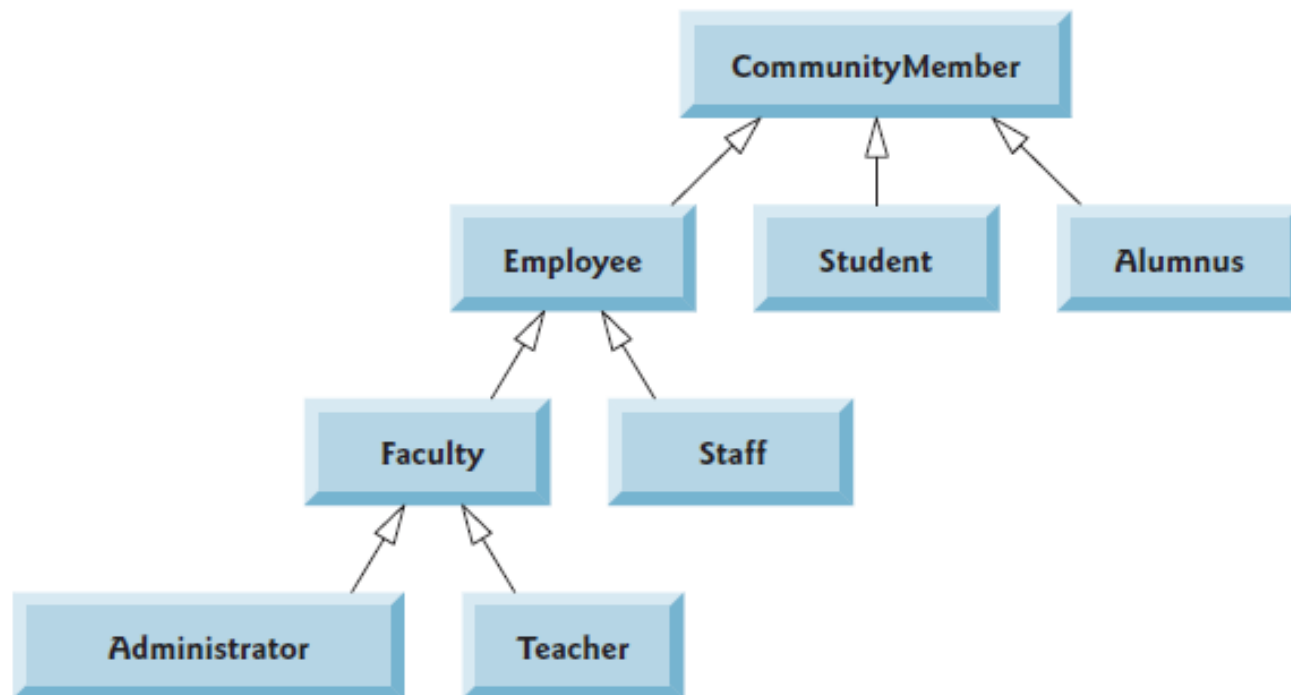 CommunityMember
Employee
Student
Alumnus
Faculty
Staff
Administrator
Teacher